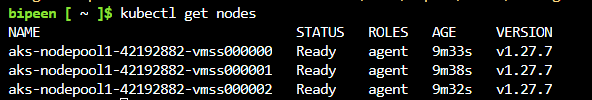 bipeen [ ~ ]$ kubectl get nodes
NAME STATUS ROLES AGE VERSION
aks-nodepool1-42192882-vmss000000 Ready agent 9m33s v1.27.7
aks-nodepool1-42192882-vmss000001 Ready agent 9m38s v1.27.7
aks-nodepool1-42192882-vmss000002 Ready agent 9m32s v1.27.7